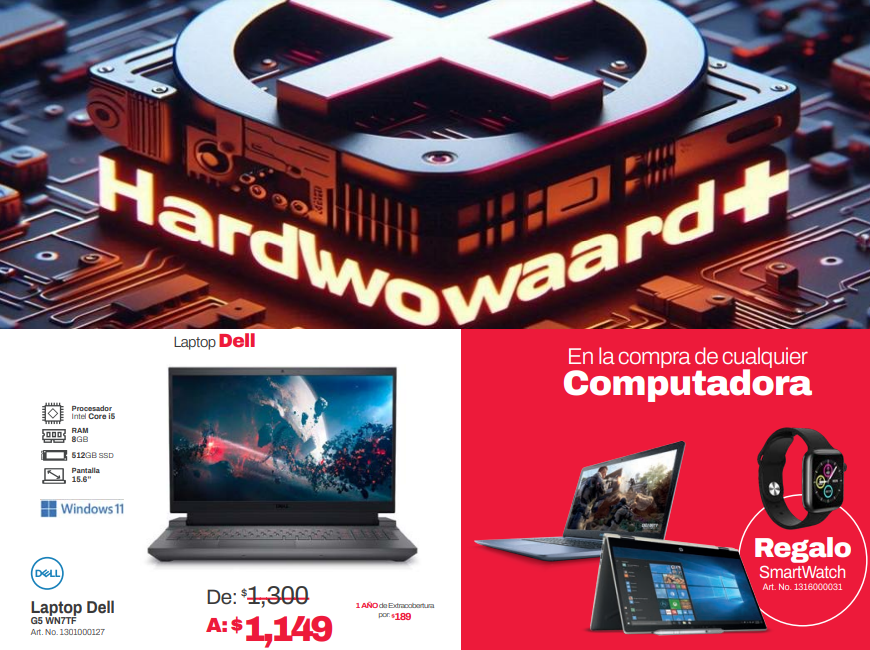 Hardwowaard+
Laptop Dell
Procesador
Intel Core i5
RAM
8GB
512GB SSD
Pantalla
15.6"
Windows 11
DELL
Laptop Dell
G5 WN7TF
Art. No. 1301000127
De: $1,300
A: $1,149
1 AÑO de Extracobertura
por: $189
En la compra de cualquier
Computadora
Regalo
SmartWatch
Art. No. 1316000031